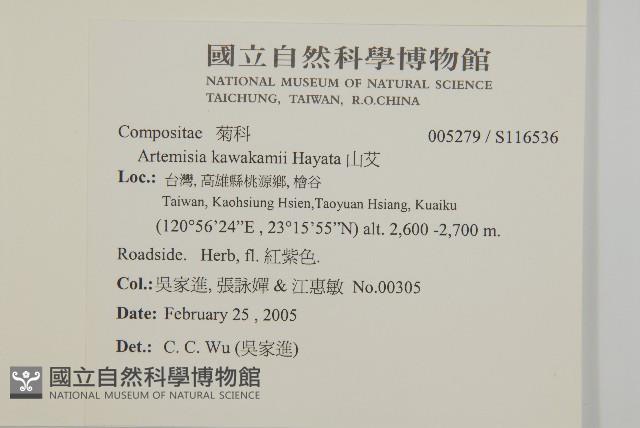 國立自然科學博物館
NATIONAL MUSEUM OF NATURAL SCIENCE
TAICHUNG, TAIWAN, R.O.CHINA
Compositae 菊科 005279 / S116536
Artemisia kawakamii Hayata 山艾
Loc.: 台灣, 高雄縣桃源鄉, 檜谷
Taiwan, Kaohsiung Hsien,Taoyuan Hsiang, Kuaiku
(120°56’24”E , 23°15’55”N) alt. 2,600 -2,700 m.
Roadside. Herb, fl. 紅紫色.
Col.: 吳家進, 張詠嬋 & 江惠敏 No.00305
Date: February 25 , 2005
Det.: C. C. Wu (吳家進)
國立自然科學博物館
NATIONAL MUSEUM OF NATURAL SCIENCE